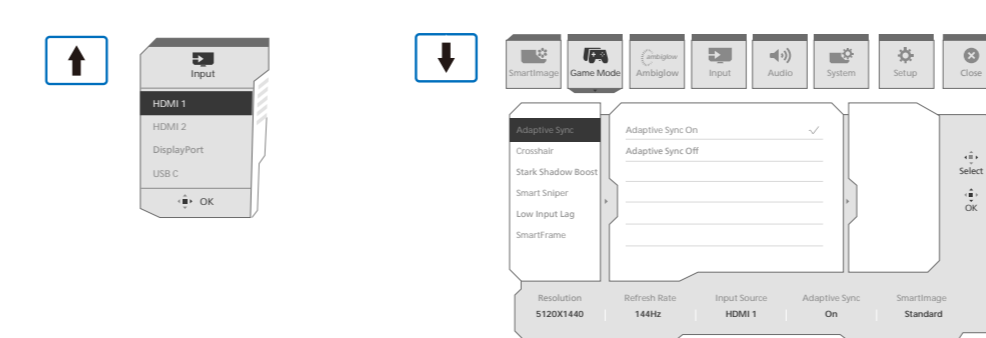 Input
HDMI 1
HDMI 2
DisplayPort
USB C
OK
SmartImage
Game Mode
ambiglow
Ambiglow
Input
Audio
System
Setup
Close
Adaptive Sync
Crosshair
Stark Shadow Boost
Smart Sniper
Low Input Lag
SmartFrame
Adaptive Sync On
Adaptive Sync Off
Select
OK
Resolution Refresh Rate Input Source Adaptive Sync SmartImage
5120X1440 144Hz HDMI 1 On Standard